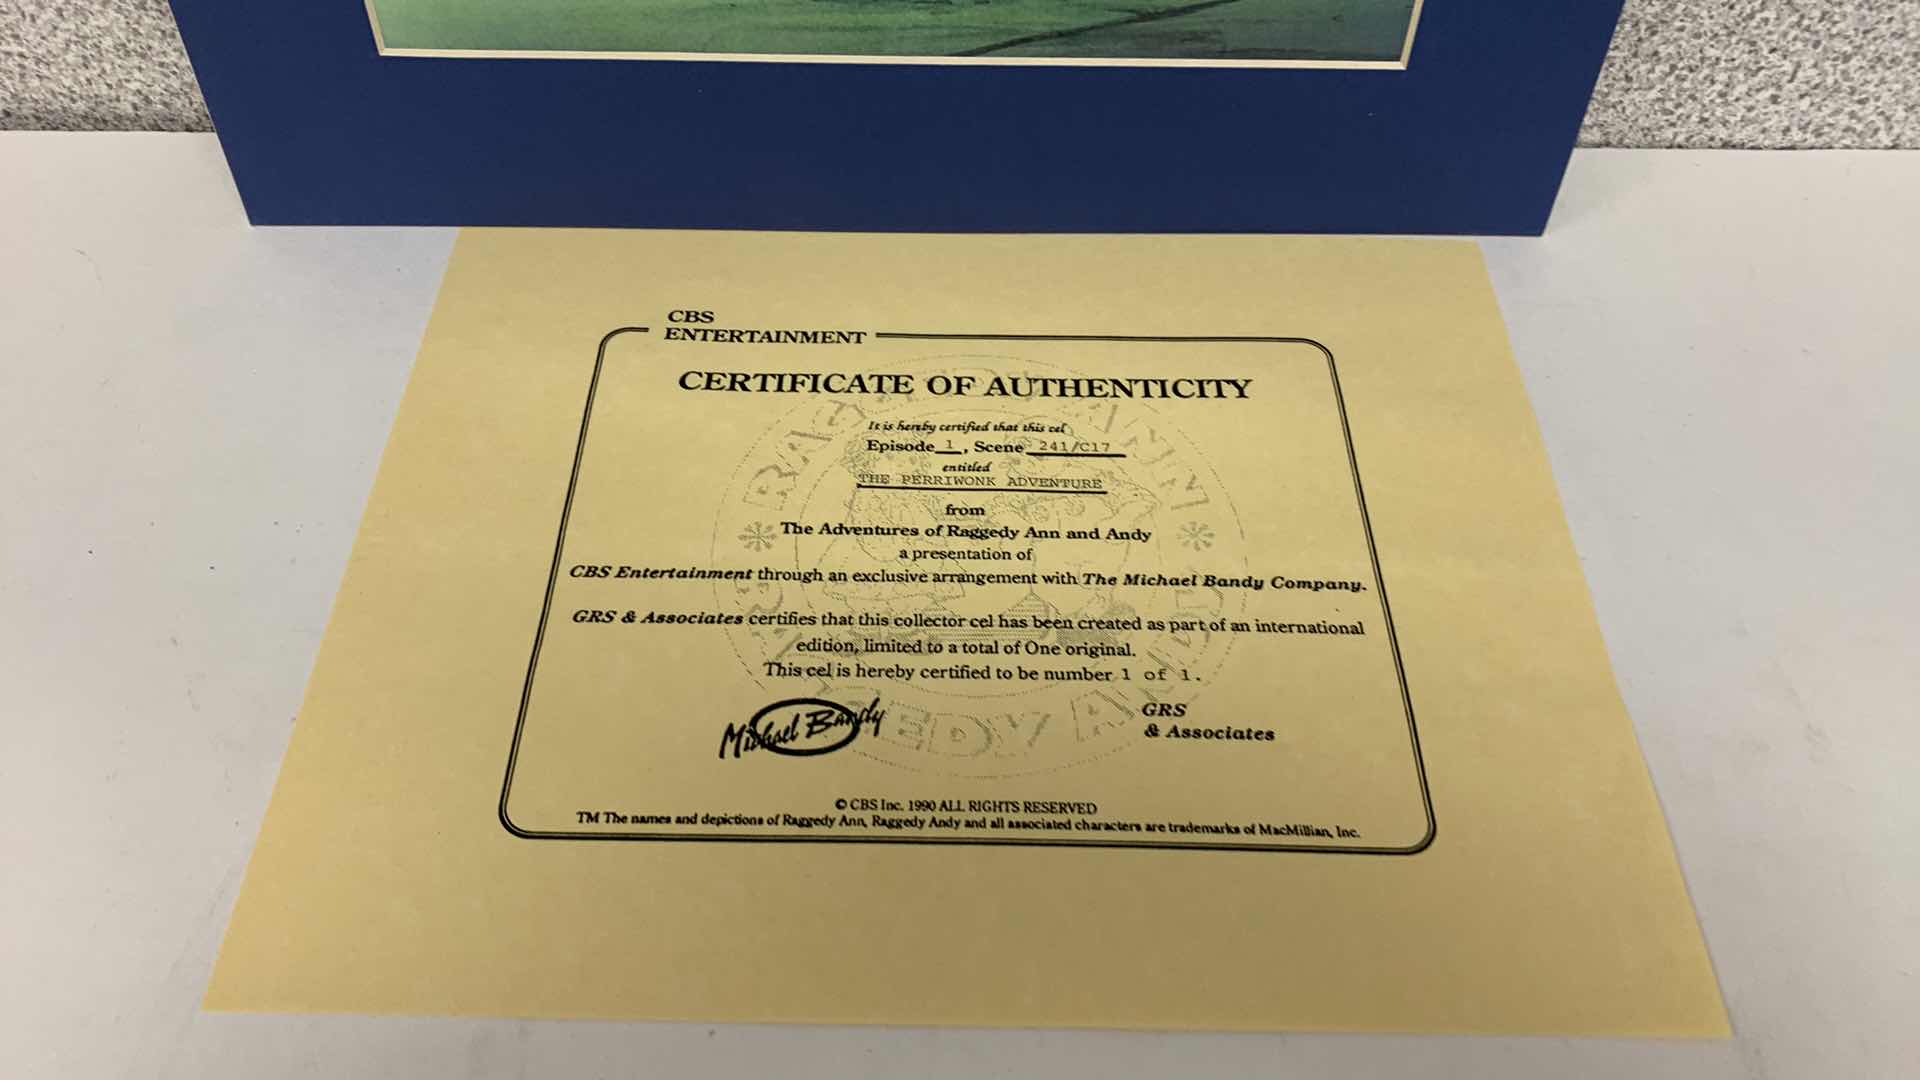 CBS
ENTERTAINMENT
CERTIFICATE OF AUTHENTICITY
It is hereby certified that this cel
Episode 1, Scene 241/C17
entitled
THE PERRIWONK ADVENTURE
from
The Adventures of Raggedy Ann and Andy
a presentation of
CBS Entertainment through an exclusive arrangement with The Michael Bandy Company.
GRS & Associates certifies that this collector cel has been created as part of an international
edition, limited to a total of One original.
This cel is hereby certified to be number 1 of 1.
Michael Bandy
GRS
& Associates
© CBS Inc. 1990 ALL RIGHTS RESERVED
TM The names and depictions of Raggedy Ann, Raggedy Andy and all associated characters are trademarks of MacMillian, Inc.